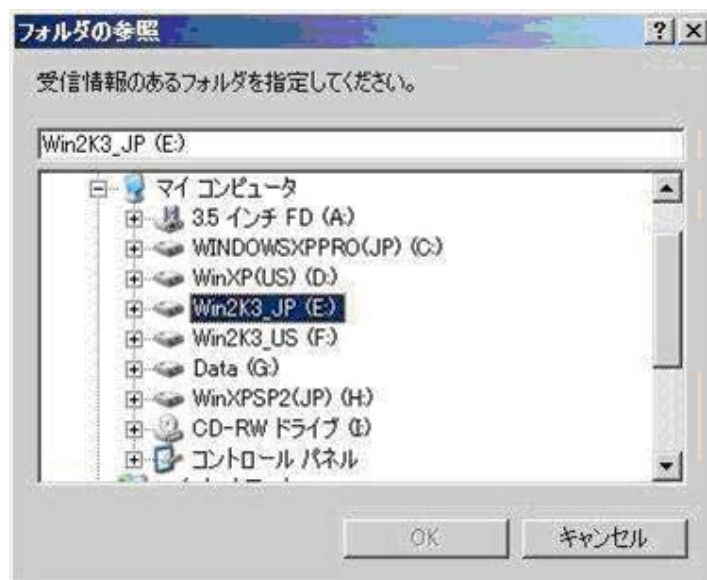 フォルダの参照
受信情報のあるフォルダを指定してください。
Win2K3_JP (E:)
マイ コンピュータ
3.5 インチ FD (A:)
WINDOWSXPPRO(JP) (C:)
WinXP(US) (D:)
Win2K3_JP (E:)
Win2K3_US (F:)
Data (G:)
WinXPSP2(JP) (H:)
CD-RW ドライブ (I:)
コントロール パネル
OK キャンセル